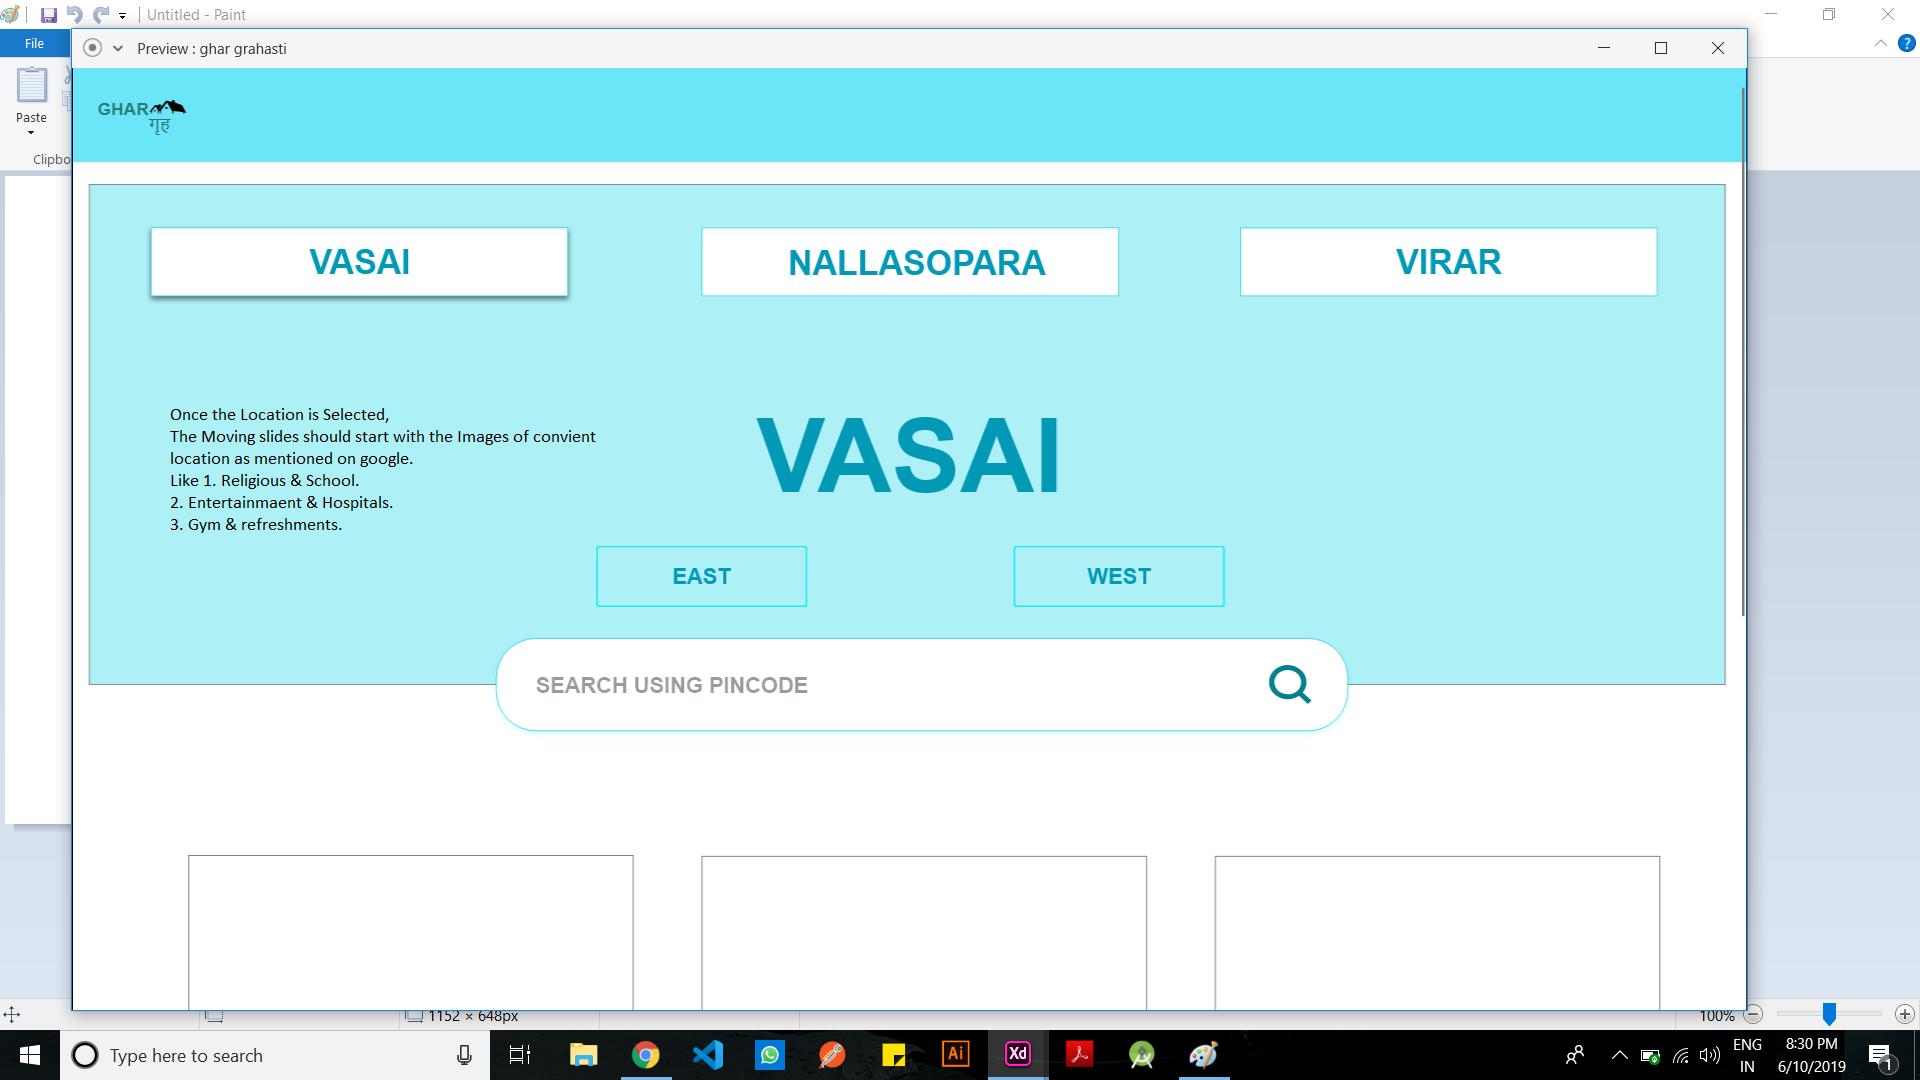 Untitled - Paint
File
Preview : ghar grahasti
Paste
Clipbo
GHAR
गृह
VASAI
NALLASOPARA
VIRAR
Once the Location is Selected,
The Moving slides should start with the Images of convient
location as mentioned on google.
Like 1. Religious & School.
2. Entertainmaent & Hospitals.
3. Gym & refreshments.
VASAI
EAST
WEST
SEARCH USING PINCODE
1152 × 648px
100%
Type here to search
Ai
Xd
ENG
IN
8:30 PM
6/10/2019
1